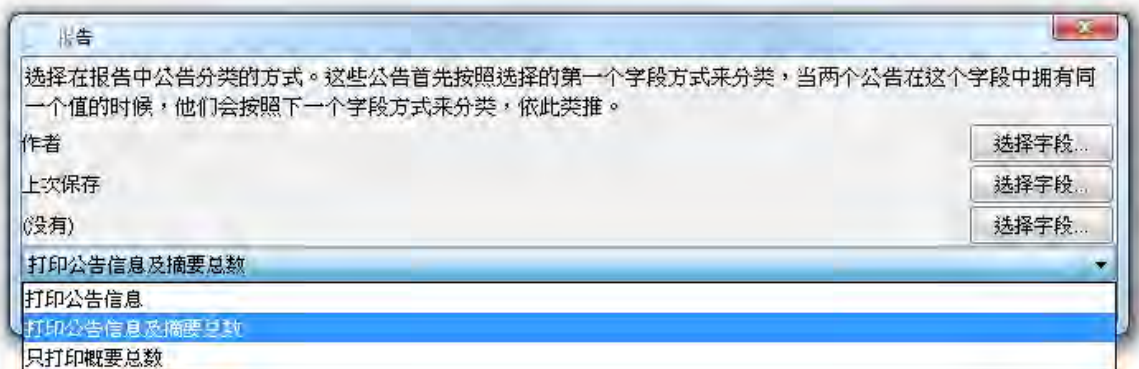 报告
选择在报告中公告分类的方式。这些公告首先按照选择的第一个字段方式来分类，当两个公告在这个字段中拥有同
一个值的时候，他们会按照下一个字段方式来分类，依此类推。
作者 选择字段...
上次保存 选择字段...
(没有) 选择字段...
打印公告信息及摘要总数
打印公告信息
打印公告信息及摘要总数
只打印概要总数